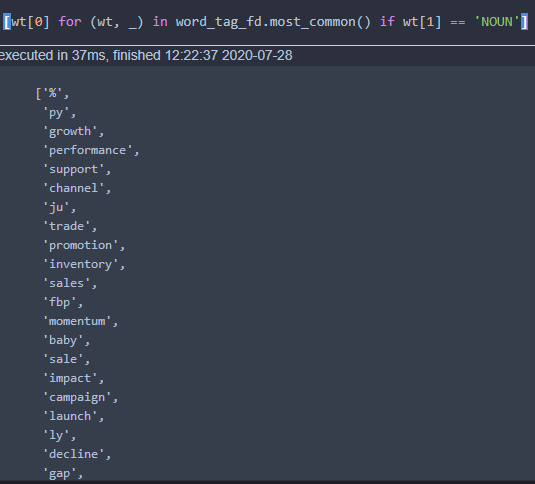 [wt[0] for (wt, _) in word_tag_fd.most_common() if wt[1] == 'NOUN']
executed in 37ms, finished 12:22:37 2020-07-28
['%',
'py',
'growth',
'performance',
'support',
'channel',
'ju',
'trade',
'promotion',
'inventory',
'sales',
'fbp',
'momentum',
'baby',
'sale',
'impact',
'campaign',
'launch',
'ly',
'decline',
'gap',